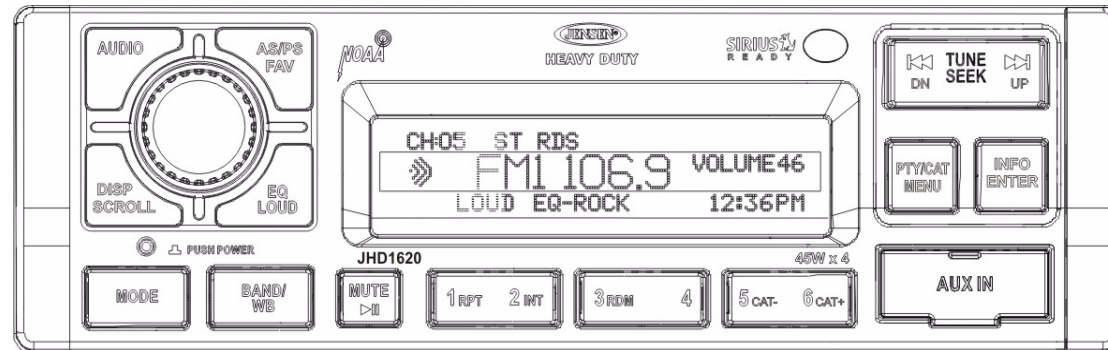 AUDIO
AS/PS
FAV
DISP
SCROLL
EQ
LOUD
PUSH POWER
NOAA
JENSEN
HEAVY DUTY
SIRIUS
READY
CH:05 ST RDS
FM1 106.9 VOLUME46
LOUD EQ-ROCK 12:36PM
TUNE
SEEK
DN
UP
PTY/CAT
MENU
INFO
ENTER
JHD1620
45W x 4
MODE
BAND/
WB
MUTE
1 RPT 2 INT
3 RDM 4
5 CAT- 6 CAT+
AUX IN